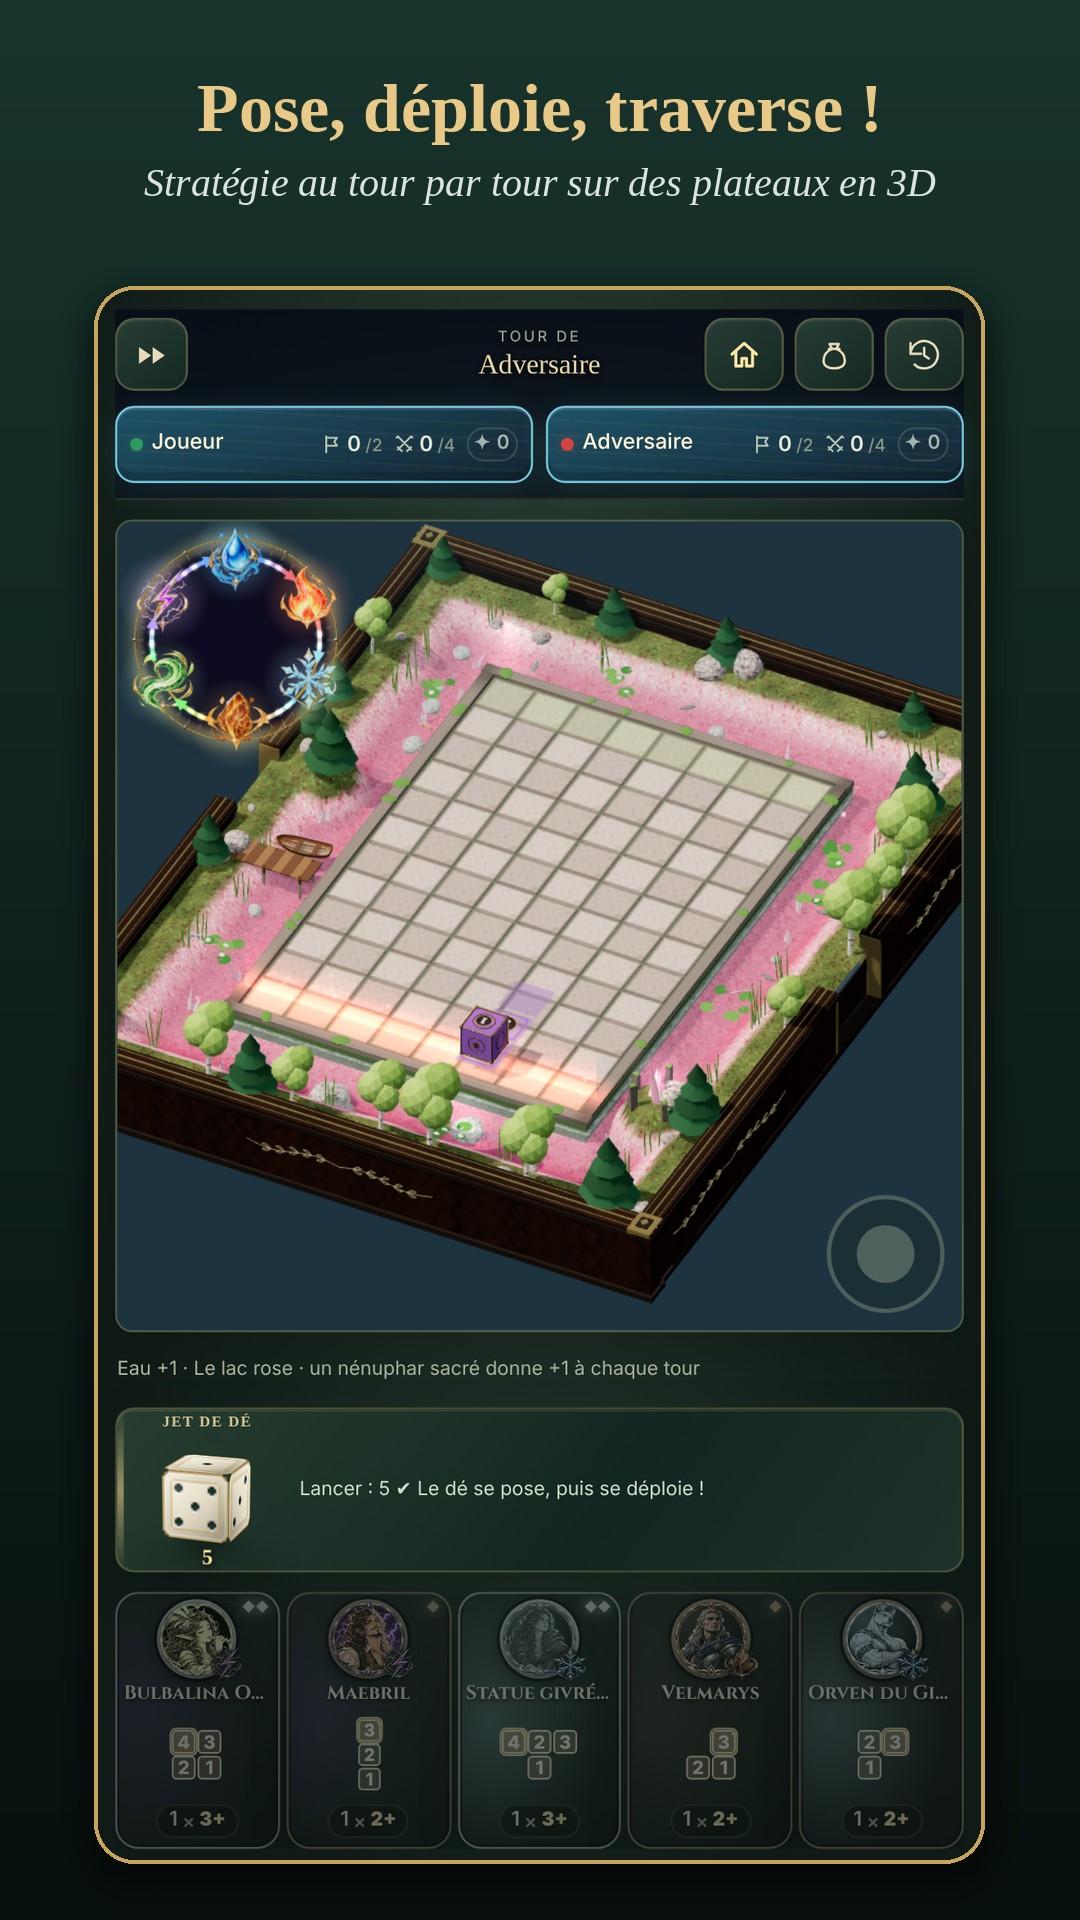 Pose, déploie, traverse !
Stratégie au tour par tour sur des plateaux en 3D
TOUR DE
Adversaire
Joueur 0 /2 0 /4 0
Adversaire 0 /2 0 /4 0
Eau +1 · Le lac rose · un nénuphar sacré donne +1 à chaque tour
JET DE DÉ
Lancer : 5 ✔ Le dé se pose, puis se déploie !
5
BULBALINA O... MAEBRIL STATUE GIVRÉ... VELMARYS ORVEN DU GI...
4 3 3 4 2 3 3 2 3
2 1 2 1 2 1 1
1
1 × 3+ 1 × 2+ 1 × 3+ 1 × 2+ 1 × 2+